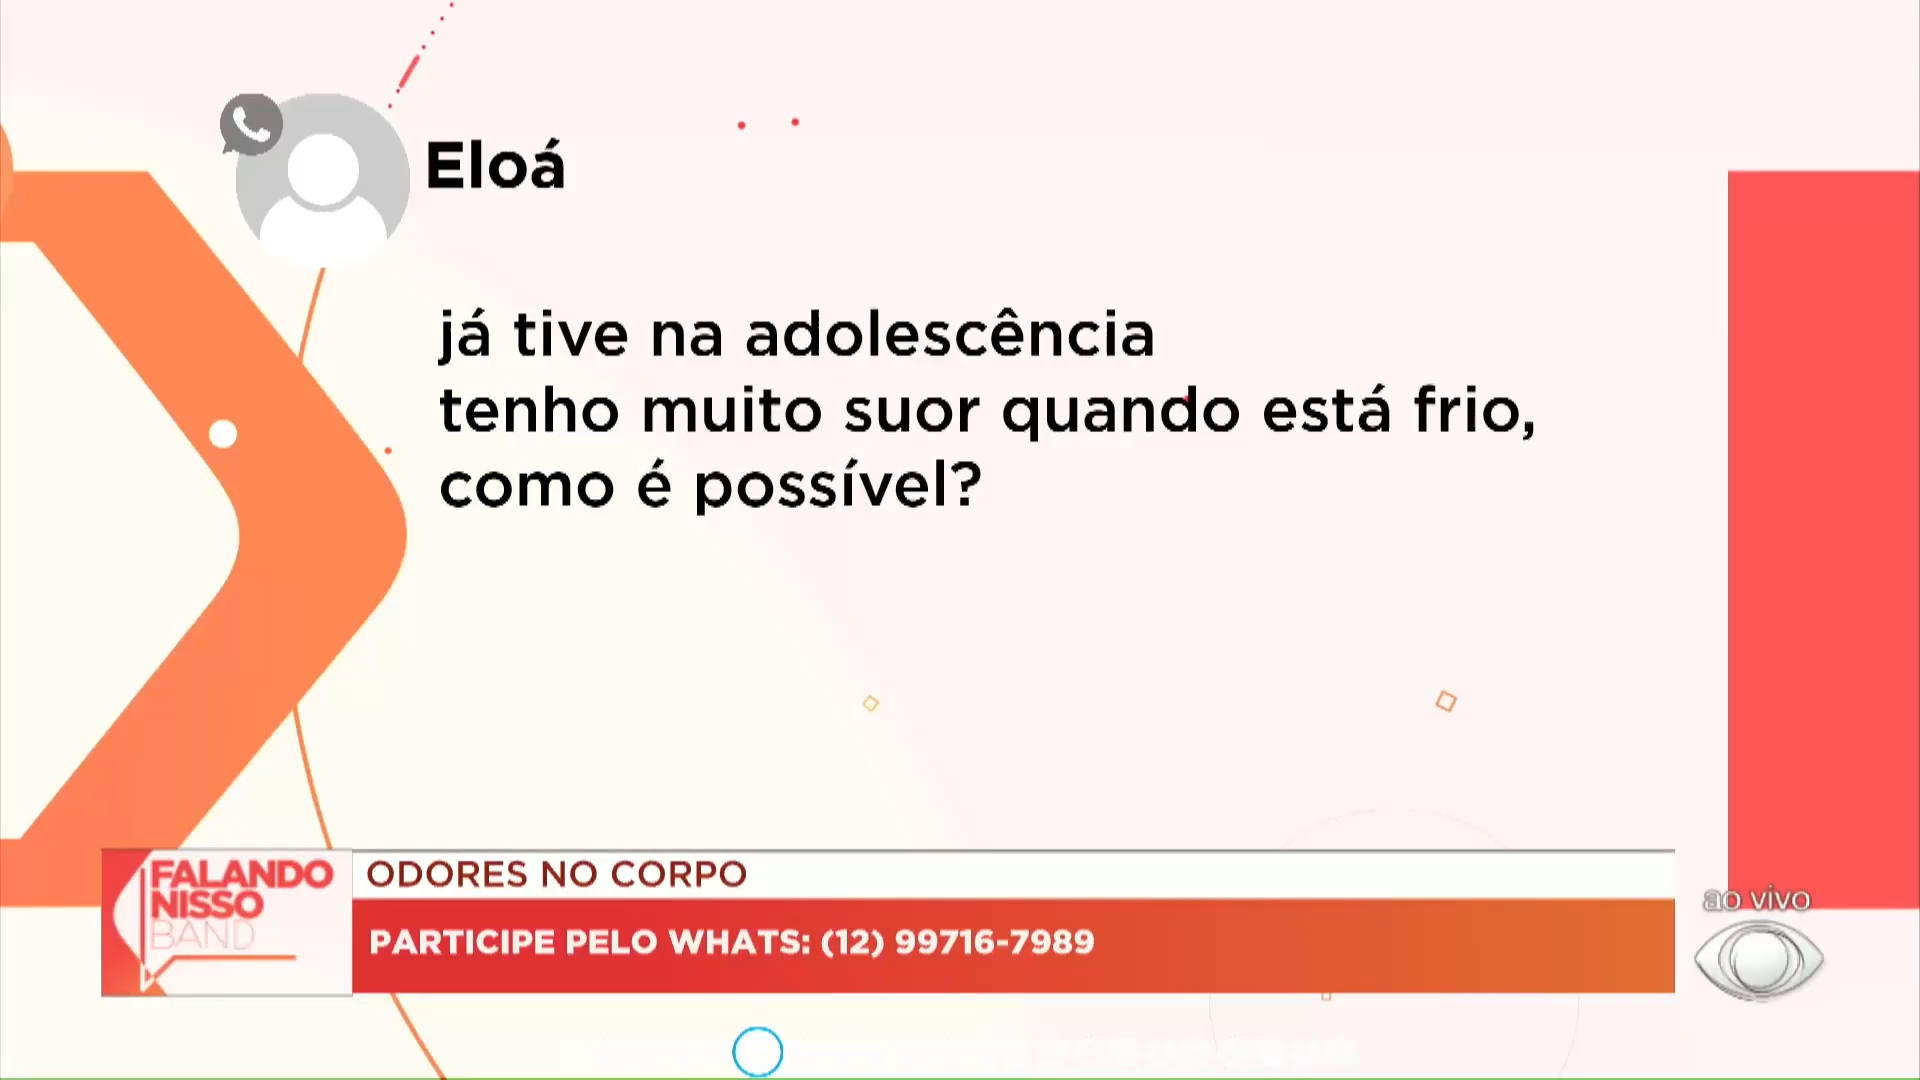 Eloá
já tive na adolescência
tenho muito suor quando está frio,
como é possível?
FALANDO
NISSO
BAND
ODORES NO CORPO
PARTICIPE PELO WHATS: (12) 99716-7989
ao vivo